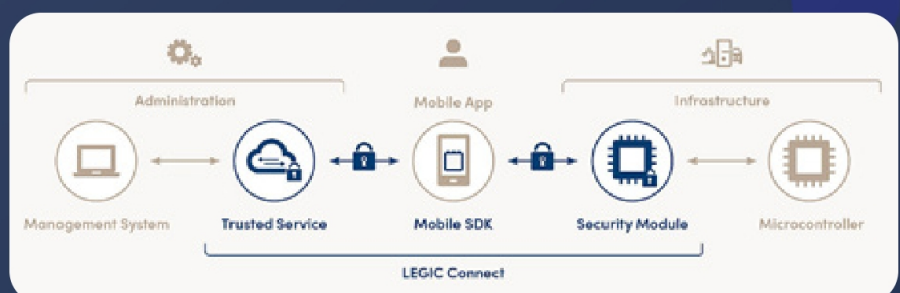 Administration
Mobile App
Infrastructure
Management System
Trusted Service
Mobile SDK
Security Module
Microcontroller
LEGIC Connect